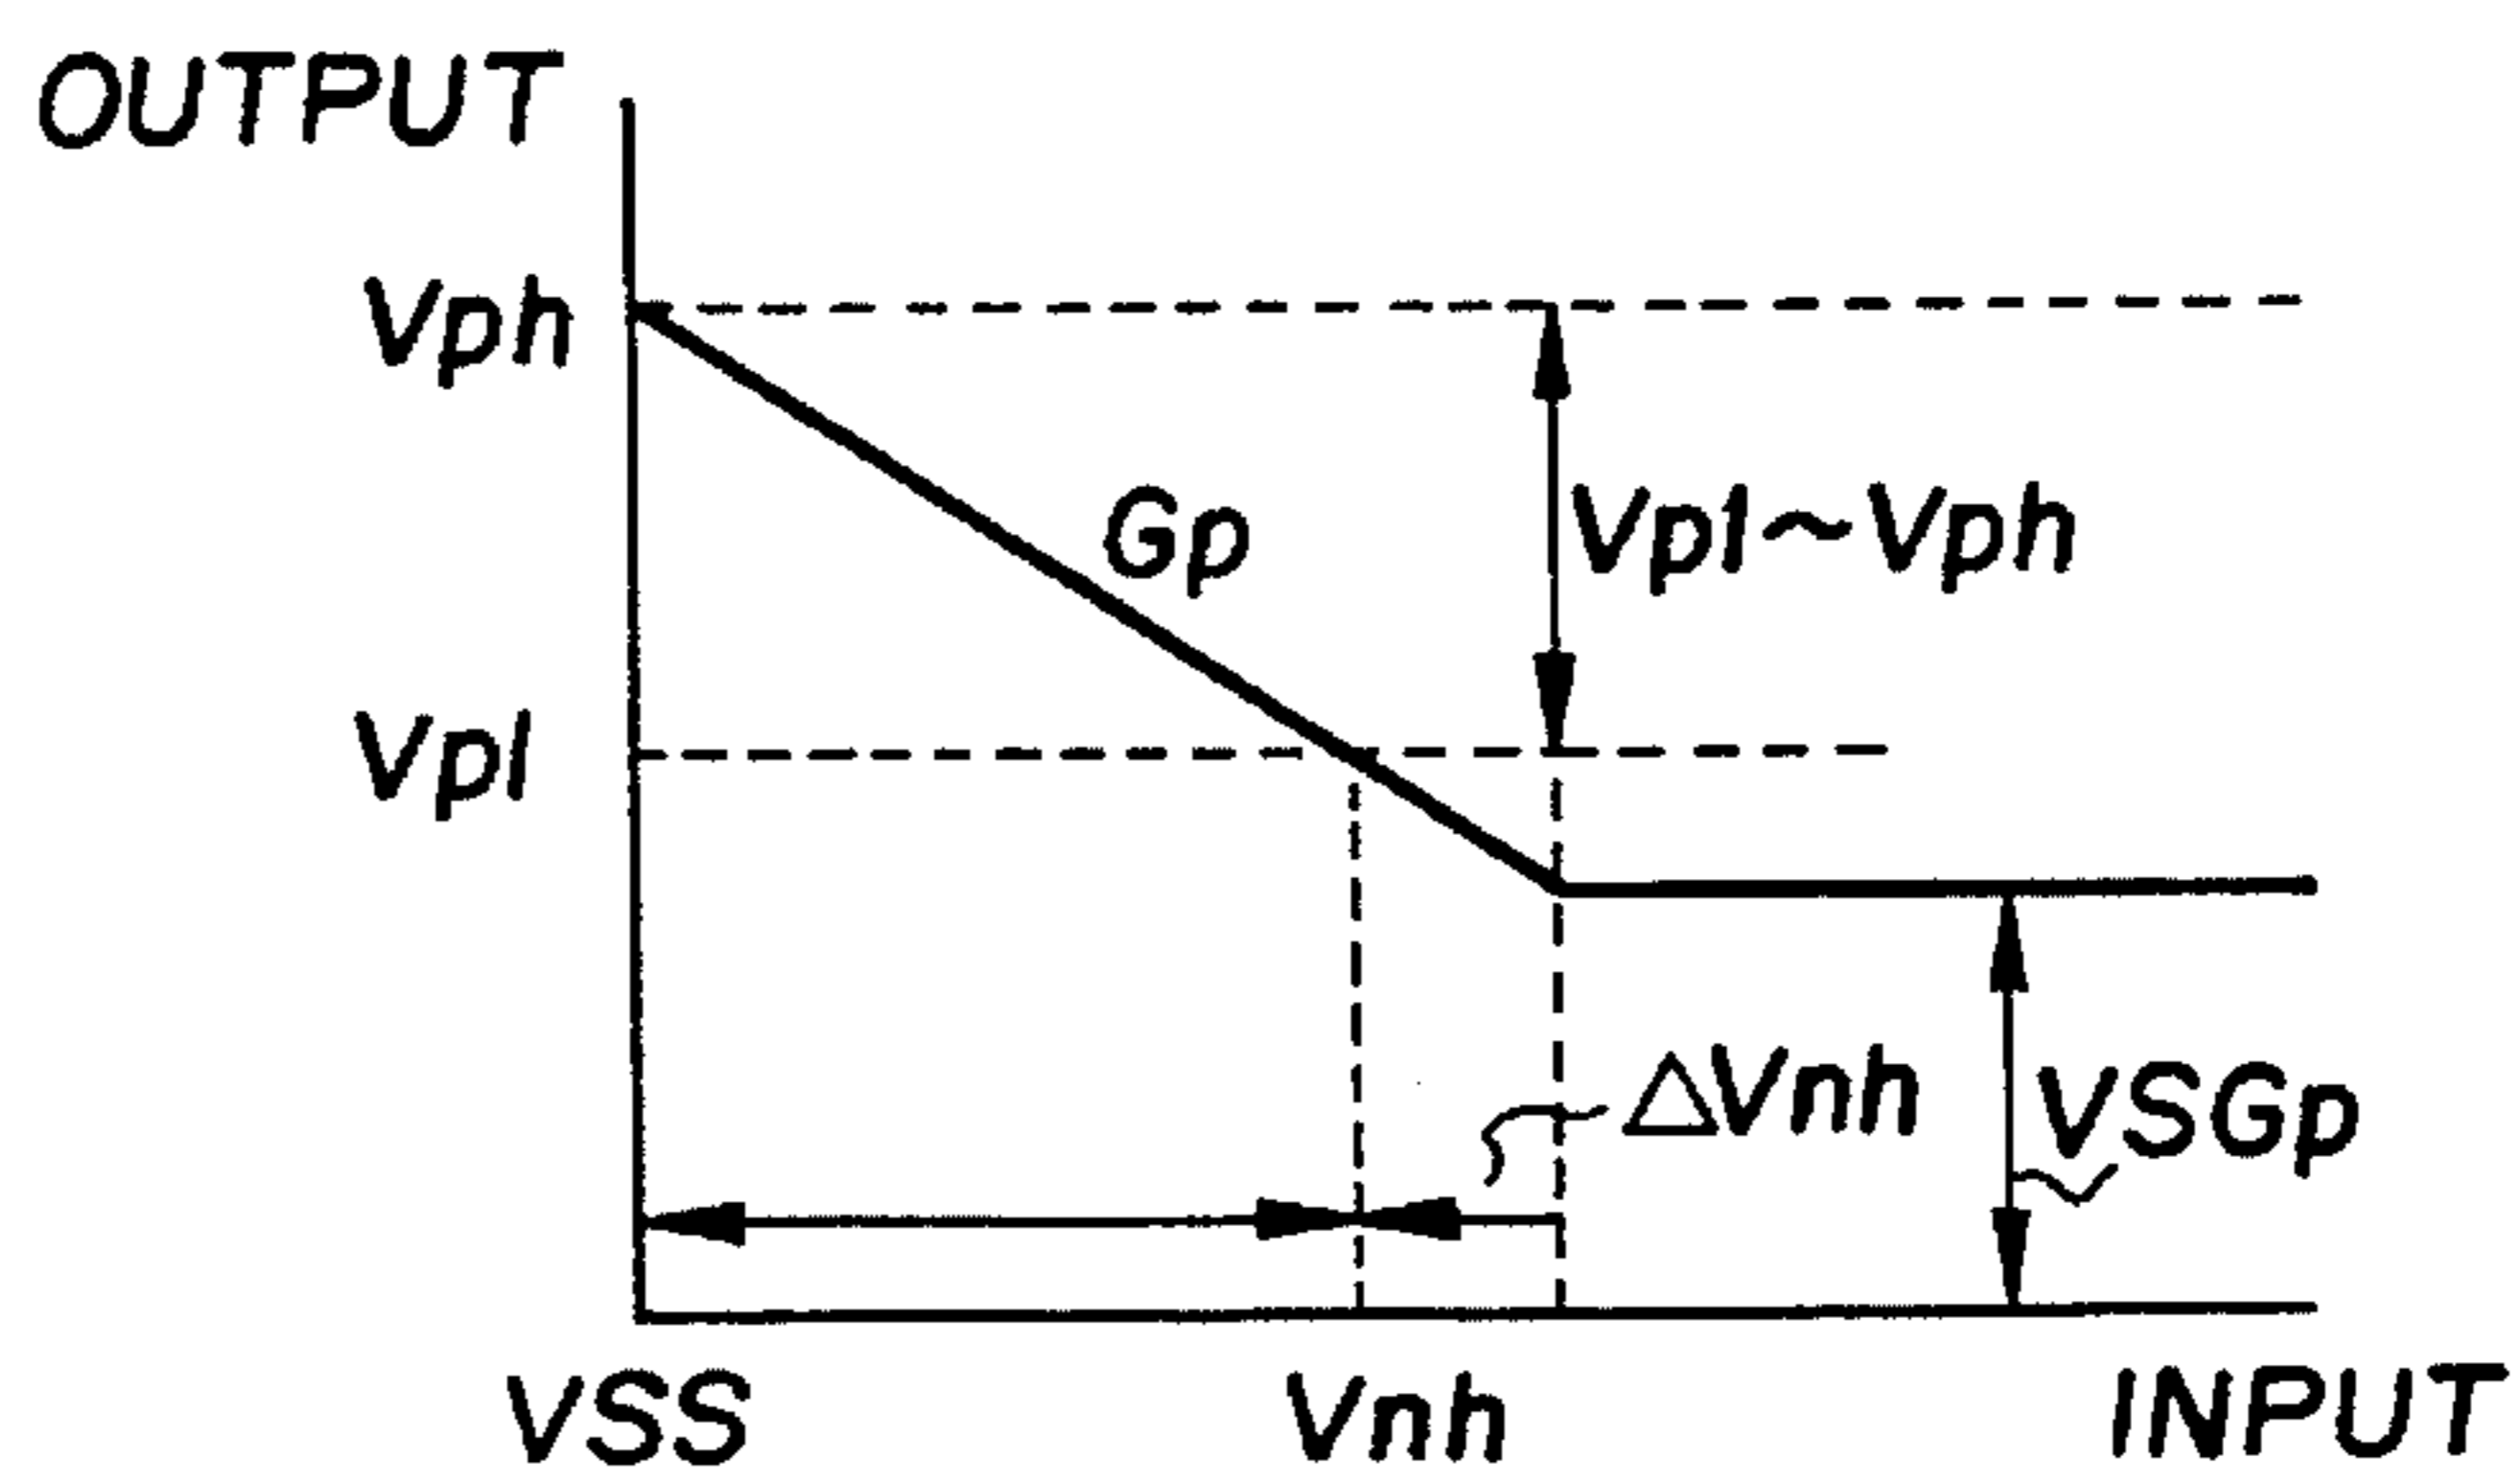 OUTPUT
Vph
Gp
Vpl~Vph
Vpl
ΔVnh
VSGp
VSS
Vnh
INPUT